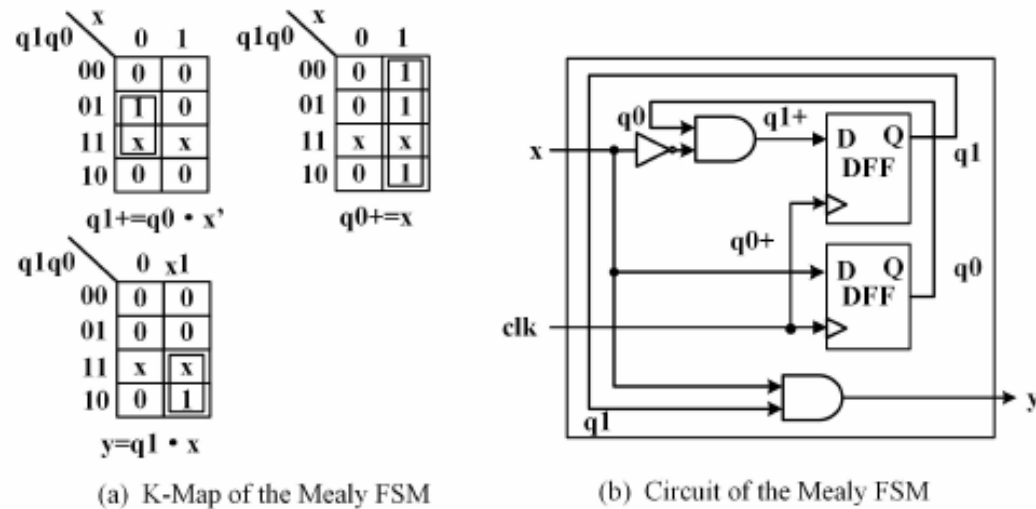 x
q1q0 0 1
00 0 0
01 1 0
11 x x
10 0 0
q1+=q0 • x’
x
q1q0 0 1
00 0 1
01 0 1
11 x x
10 0 1
q0+=x
q1q0 0 x1
00 0 0
01 0 0
11 x x
10 0 1
y=q1 • x
(a) K-Map of the Mealy FSM
q0
q1+
x
D Q
DFF
q1
q0+
D Q
DFF
q0
clk
q1
y
(b) Circuit of the Mealy FSM